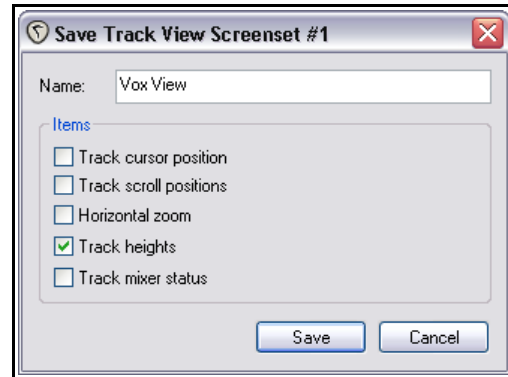 Save Track View Screenset #1
Name: Vox View
Items
Track cursor position
Track scroll positions
Horizontal zoom
Track heights
Track mixer status
Save Cancel